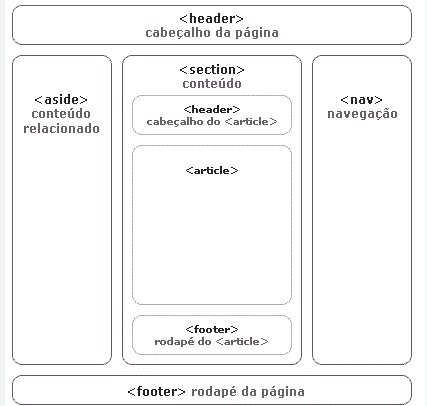 <header>
cabeçalho da página
<aside>
conteúdo
relacionado
<section>
conteúdo
<header>
cabeçalho do <article>
<article>
<footer>
rodapé do <article>
<nav>
navegação
<footer> rodapé da página